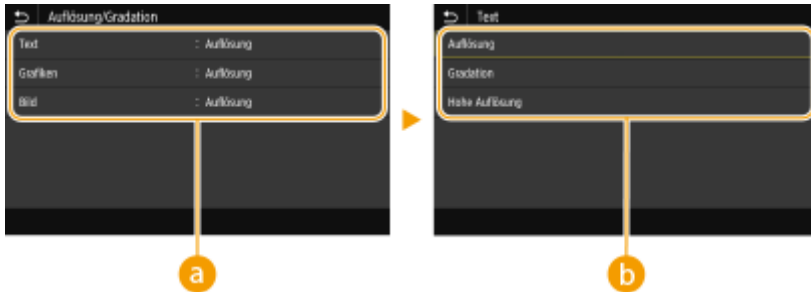 Auflösung/Gradation
Text : Auflösung
Grafiken : Auflösung
Bild : Auflösung
a
Text
Auflösung
Gradation
Hohe Auflösung
b